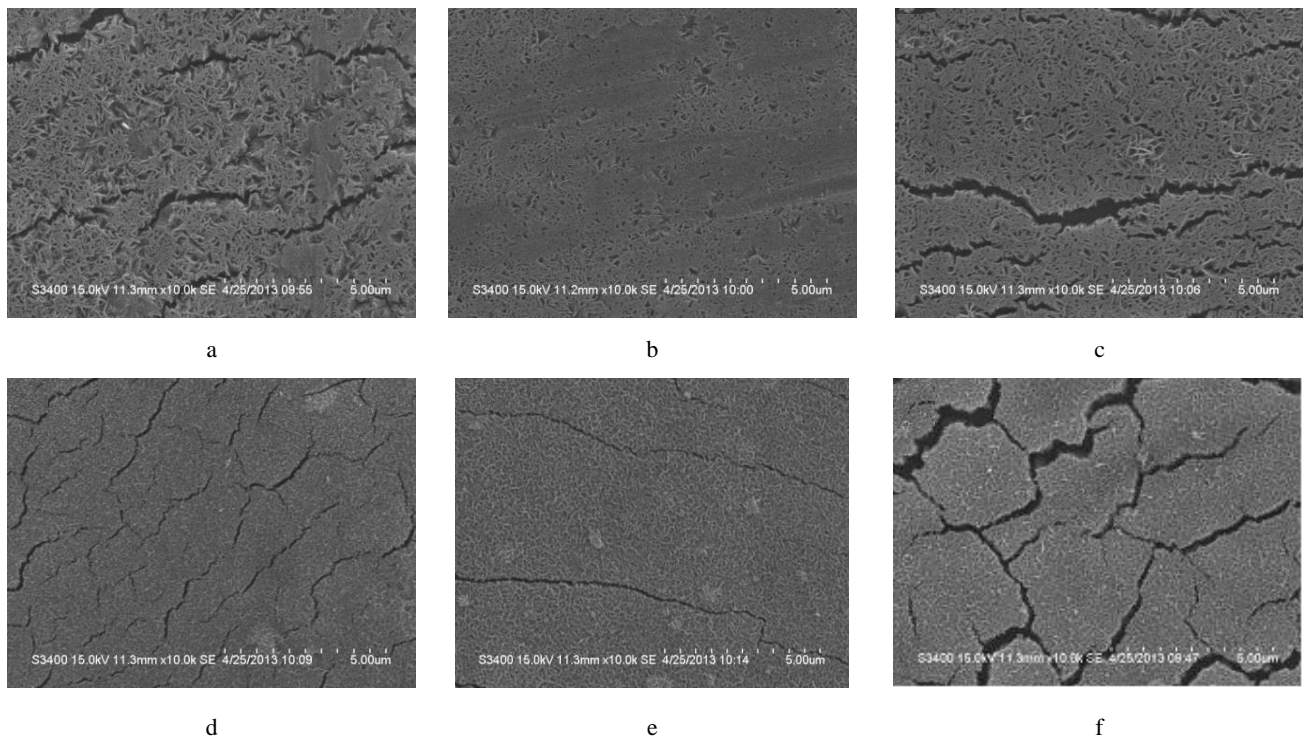 S3400 15.0kV 11.3mm x10.0k SE 4/25/2013 09:55 5.00um
S3400 15.0kV 11.2mm x10.0k SE 4/25/2013 10:00 5.00um
S3400 15.0kV 11.3mm x10.0k SE 4/25/2013 10:06 5.00um
a
b
c
S3400 15.0kV 11.3mm x10.0k SE 4/25/2013 10:09 5.00um
S3400 15.0kV 11.3mm x10.0k SE 4/25/2013 10:14 5.00um
S3400 15.0kV 11.3mm x10.0k SE 4/25/2013 09:47 5.00um
d
e
f